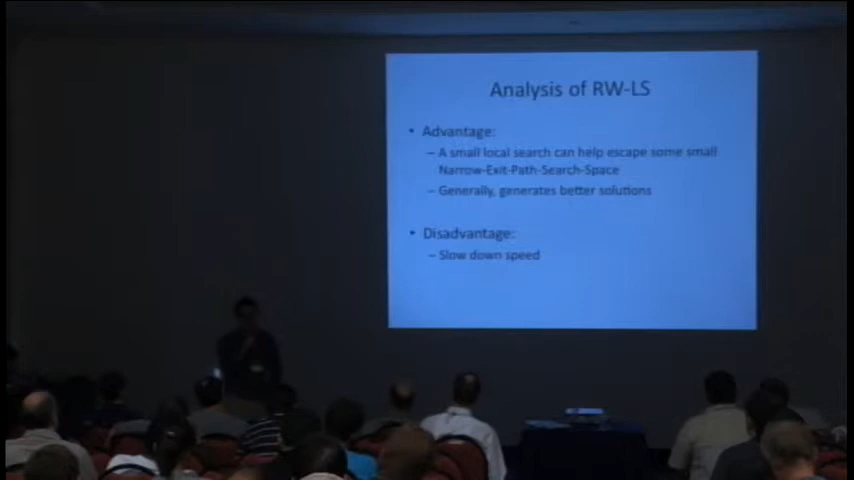 Analysis of RW-LS
• Advantage:
– A small local search can help escape some small
Narrow-Exit-Path-Search-Space
– Generally, generates better solutions
• Disadvantage:
– Slow down speed